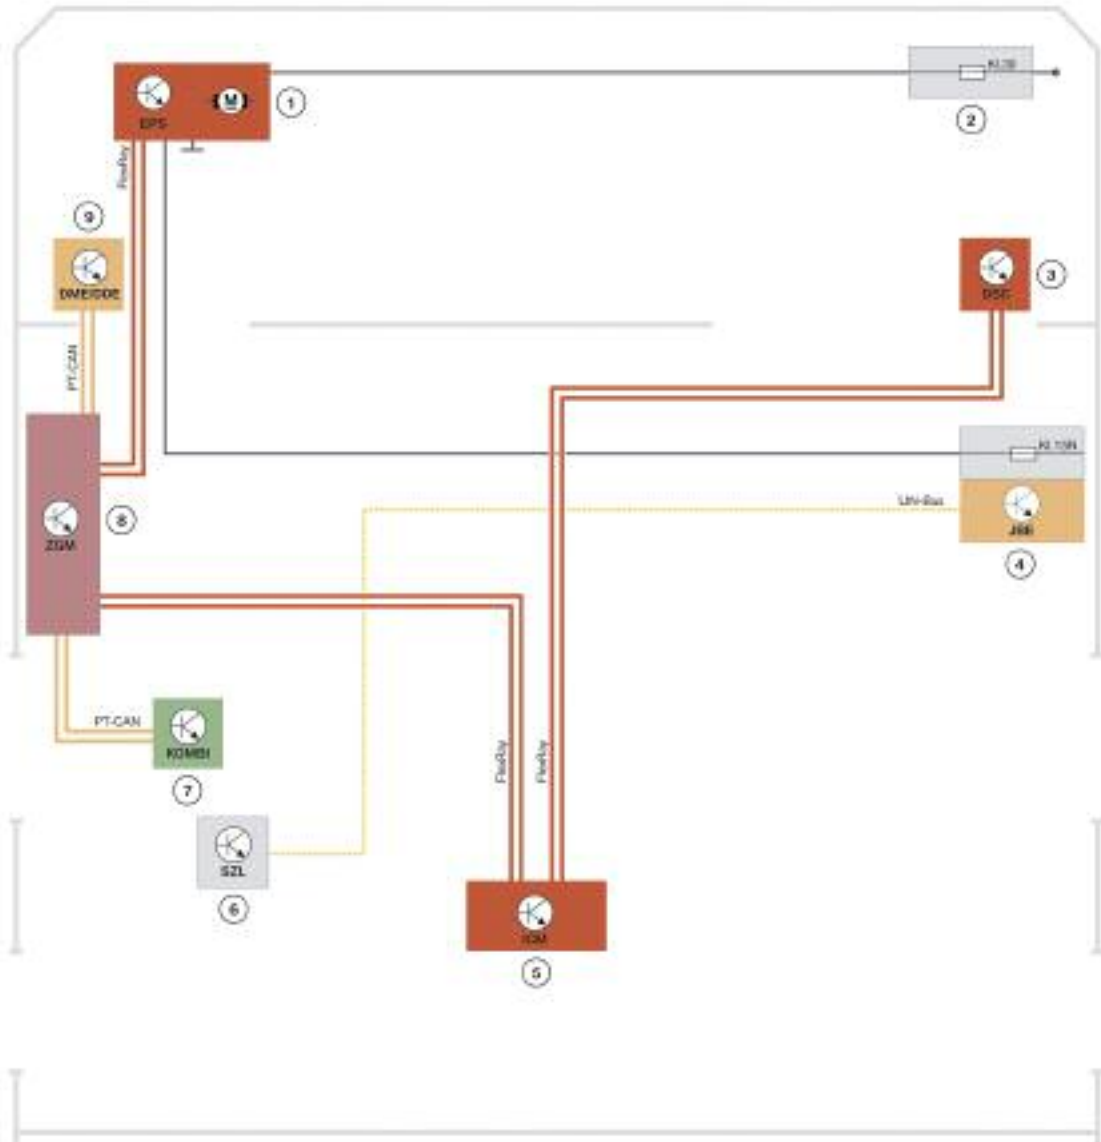 Kl.30
M
1
EPS
2
FlexRay
9
3
DME/DDE
DSC
PT-CAN
Kl.15N
LIN-Bus
8
ZGM
JBE
4
PT-CAN
KOMBI
FlexRay
FlexRay
7
SZL
6
ICM
5